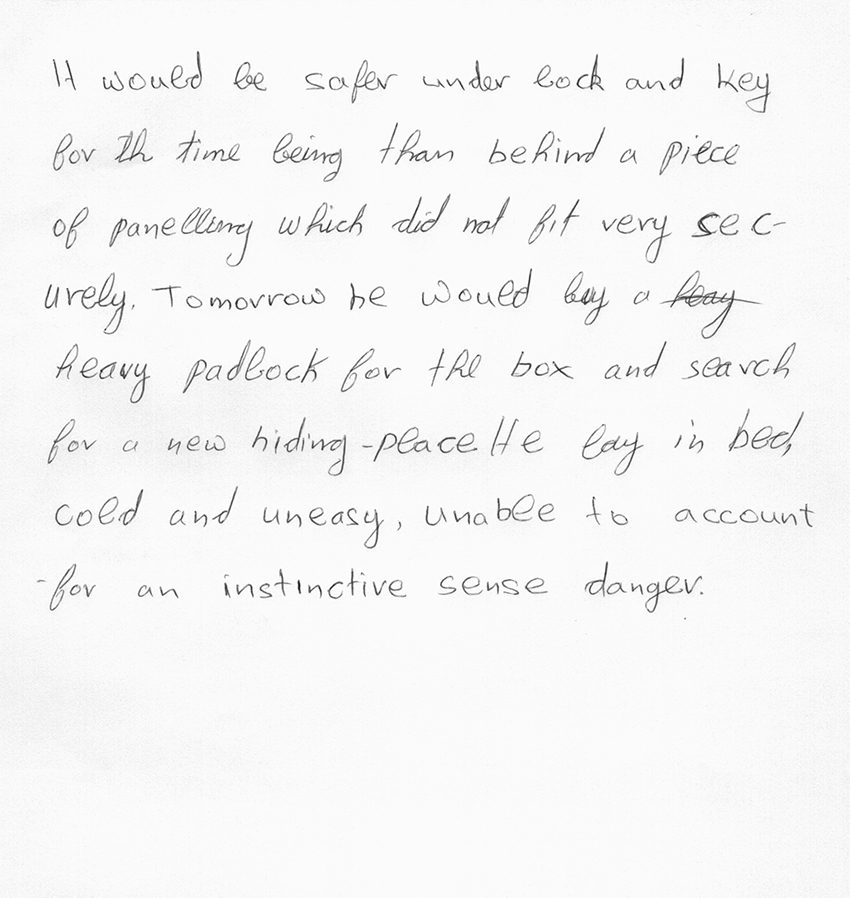 It would be safer under lock and key
for th time being than behind a piece
of panelling which did not fit very sec-
urely. Tomorrow he would buy a
heavy padlock for the box and search
for a new hiding-place He lay in bed,
cold and uneasy, unable to account
for an instinctive sense danger.